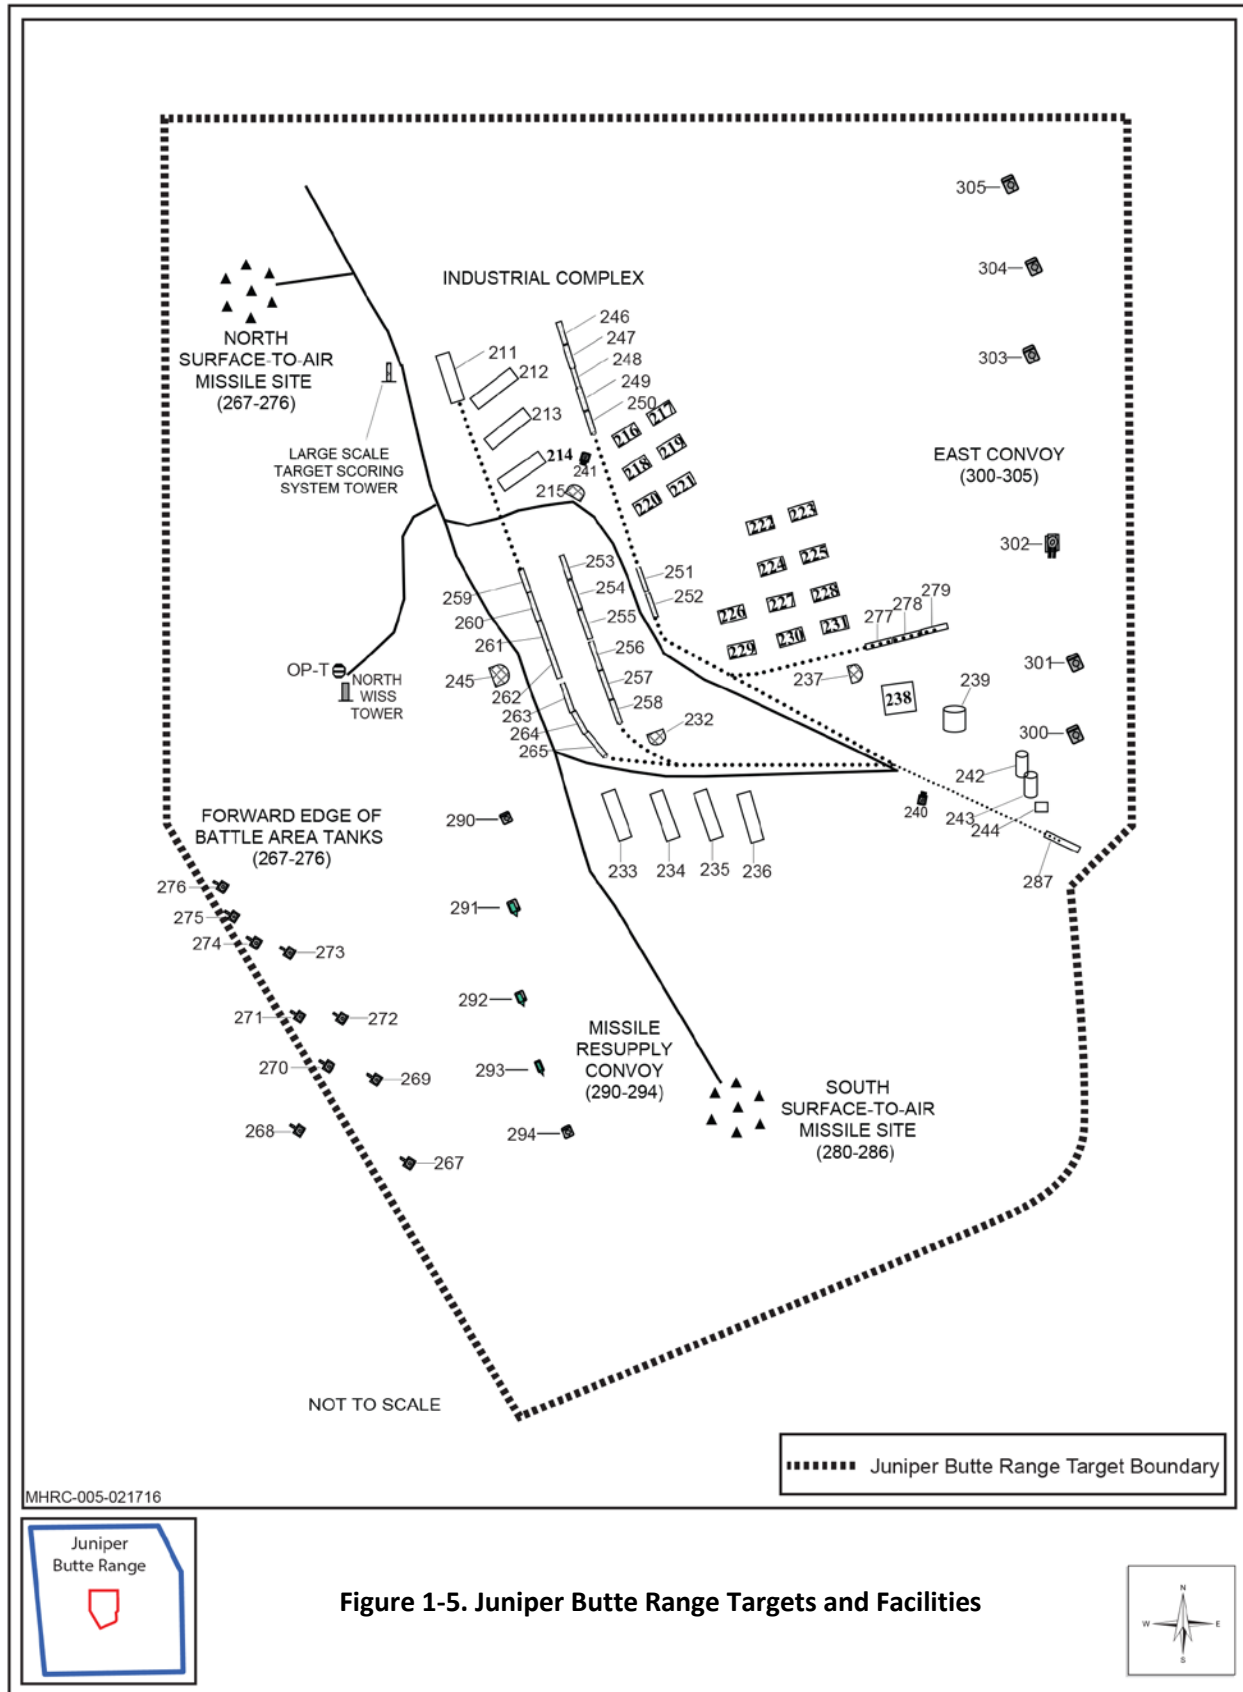 305
304
INDUSTRIAL COMPLEX
246
247
248
249
250
211
212
213
214
241
215
NORTH
SURFACE-TO-AIR
MISSILE SITE
(267-276)
303
217
216
219
218
221
220
LARGE SCALE
TARGET SCORING
SYSTEM TOWER
EAST CONVOY
(300-305)
223
222
225
224
228
227
226
231
230
229
302
253
254
255
256
257
258
251
252
259
260
261
262
263
264
265
277
278
279
OP-T
NORTH
WISS
TOWER
245
232
237
238
239
301
300
242
243
244
240
287
FORWARD EDGE OF
BATTLE AREA TANKS
(267-276)
290
233
234
235
236
276
275
274
273
291
271
272
292
270
269
293
MISSILE
RESUPPLY
CONVOY
(290-294)
268
267
294
SOUTH
SURFACE-TO-AIR
MISSILE SITE
(280-286)
NOT TO SCALE
Juniper Butte Range Target Boundary
MHRC-005-021716
Juniper
Butte Range
Figure 1-5. Juniper Butte Range Targets and Facilities
N
W
E
S